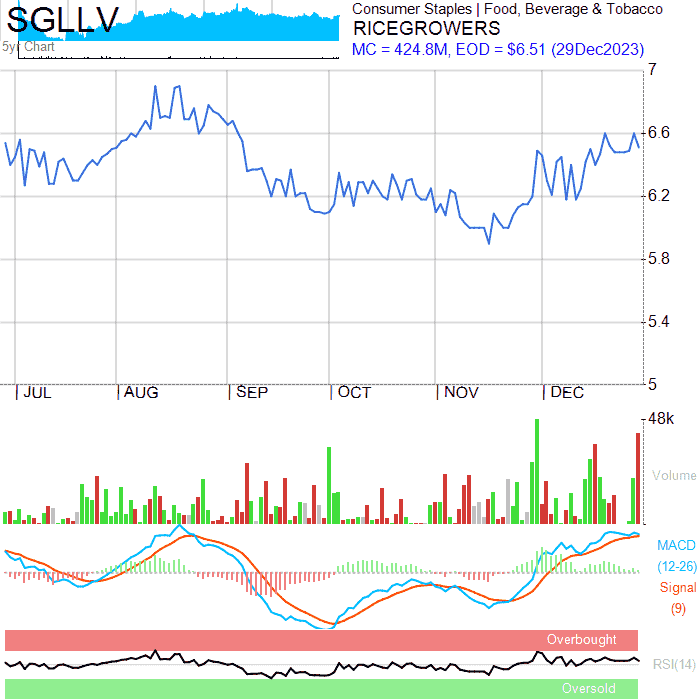 SGLLV
5yr Chart
Consumer Staples | Food, Beverage & Tobacco
RICEGROWERS
MC = 424.8M, EOD = $6.51 (29Dec2023)
7
6.6
6.2
5.8
5.4
5
JUL AUG SEP OCT NOV DEC
48k
Volume
MACD
(12-26)
Signal
(9)
Overbought
RSI(14)
Oversold